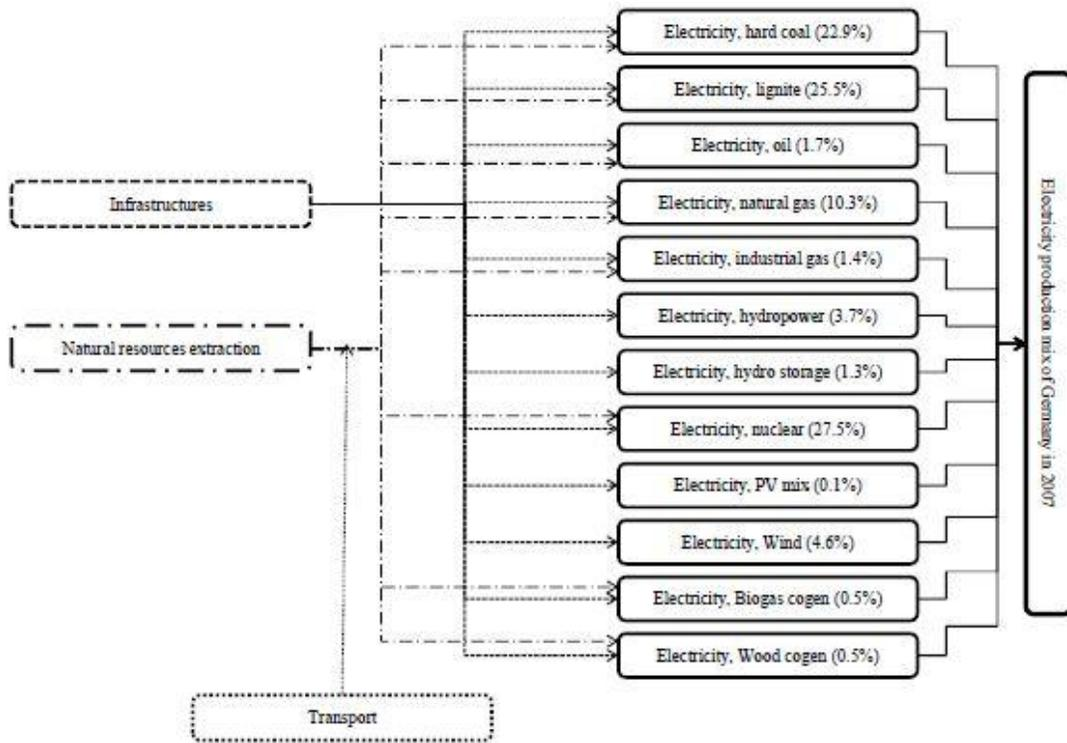 Electricity, hard coal (22.9%)
Electricity, lignite (25.5%)
Electricity, oil (1.7%)
Infrastructures
Electricity, natural gas (10.3%)
Electricity, industrial gas (1.4%)
Electricity, hydropower (3.7%)
Natural resources extraction
Electricity, hydro storage (1.3%)
Electricity, nuclear (27.5%)
Electricity, PV mix (0.1%)
Electricity, Wind (4.6%)
Electricity, Biogas cogen (0.5%)
Electricity, Wood cogen (0.5%)
Transport
Electricity production mix of Germany in 2007